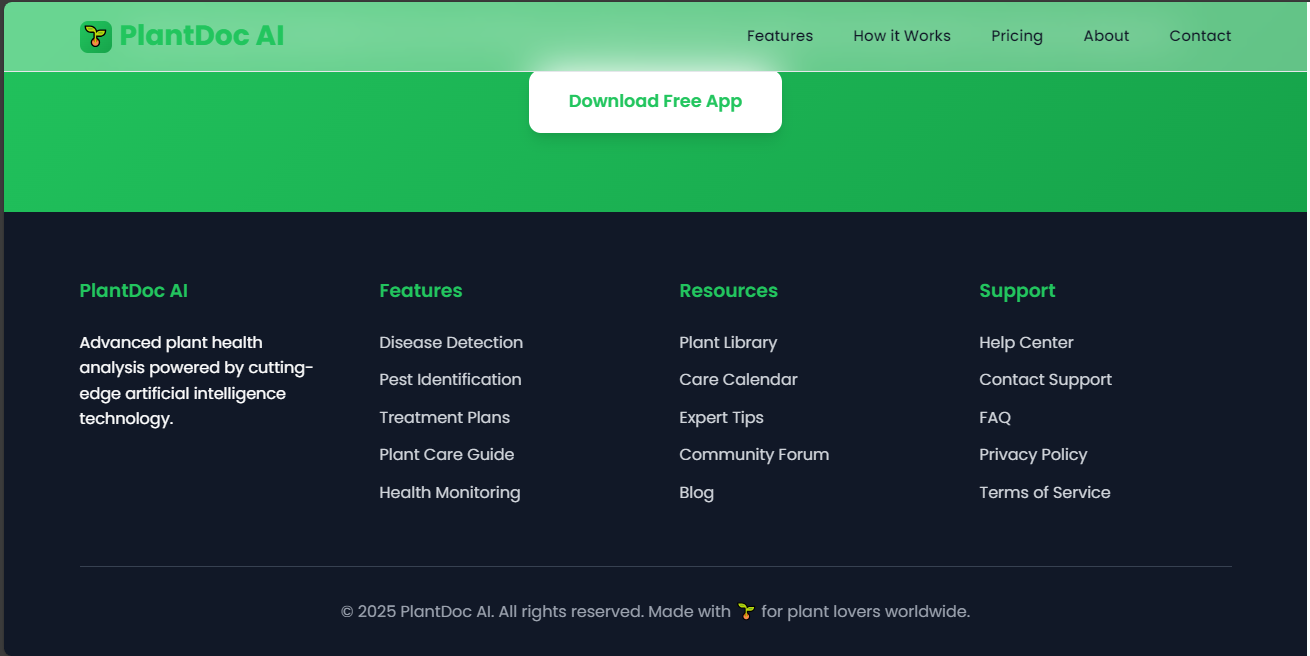 PlantDoc AI
Features
How it Works
Pricing
About
Contact
Download Free App
PlantDoc AI
Advanced plant health
analysis powered by cutting-
edge artificial intelligence
technology.
Features
Disease Detection
Pest Identification
Treatment Plans
Plant Care Guide
Health Monitoring
Resources
Plant Library
Care Calendar
Expert Tips
Community Forum
Blog
Support
Help Center
Contact Support
FAQ
Privacy Policy
Terms of Service
© 2025 PlantDoc AI. All rights reserved. Made with 🌱 for plant lovers worldwide.